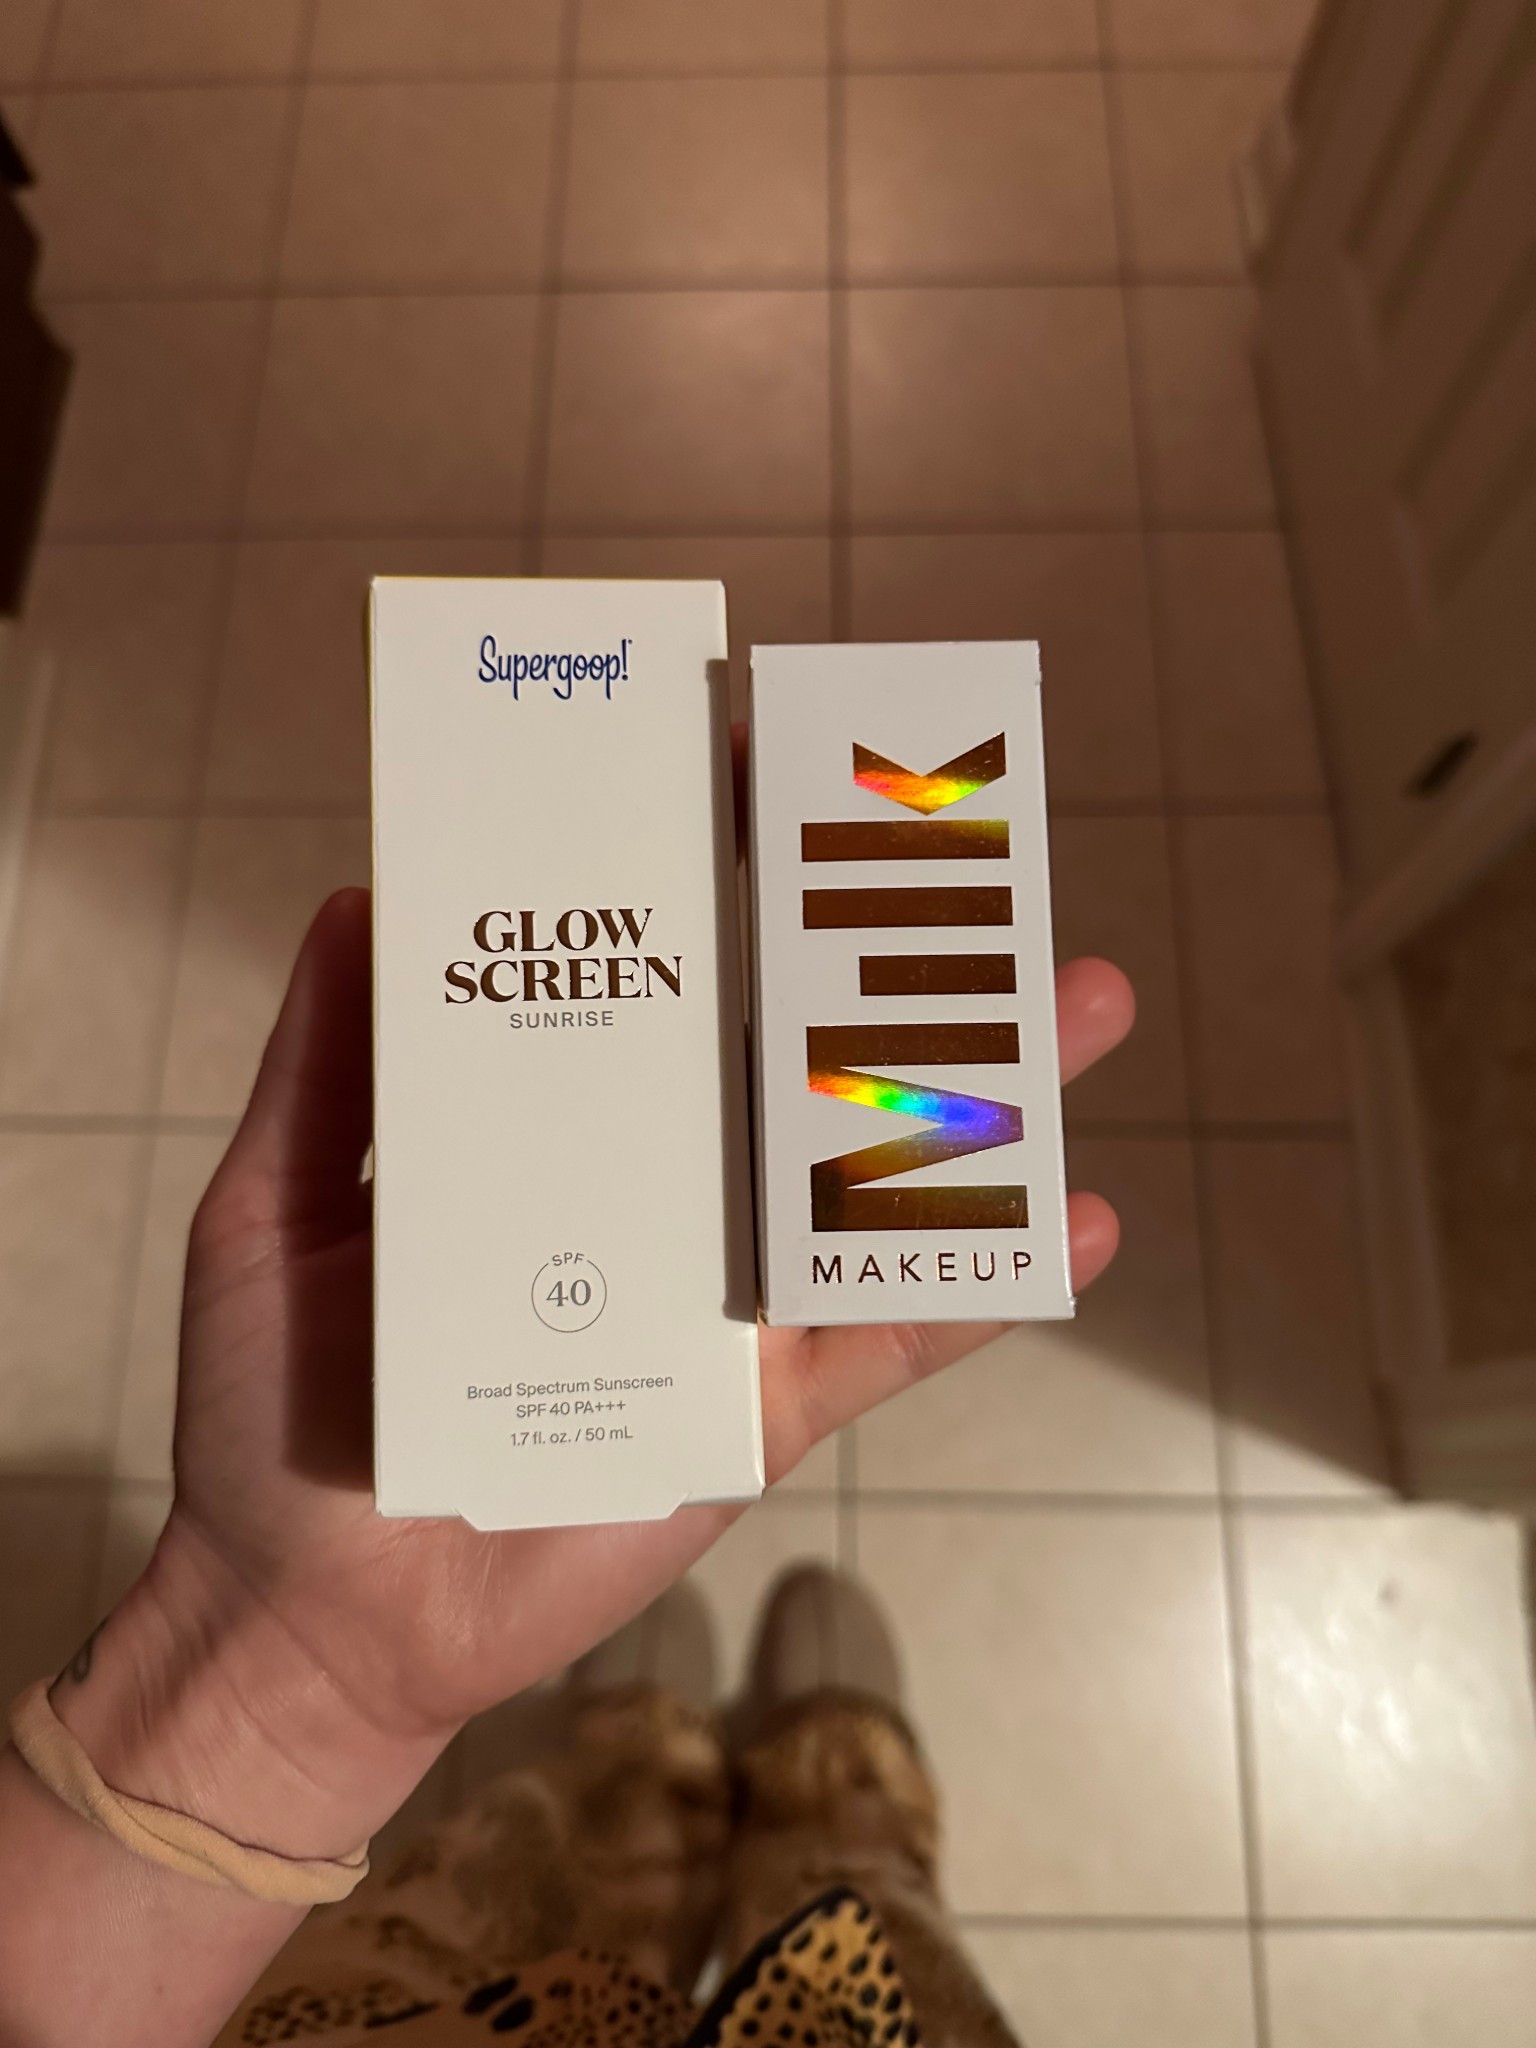 Supergoop!
GLOW
SCREEN
SUNRISE
SPF
40
Broad Spectrum Sunscreen
SPF 40 PA+++
1.7 fl. oz. / 50 mL
Milk
MAKEUP